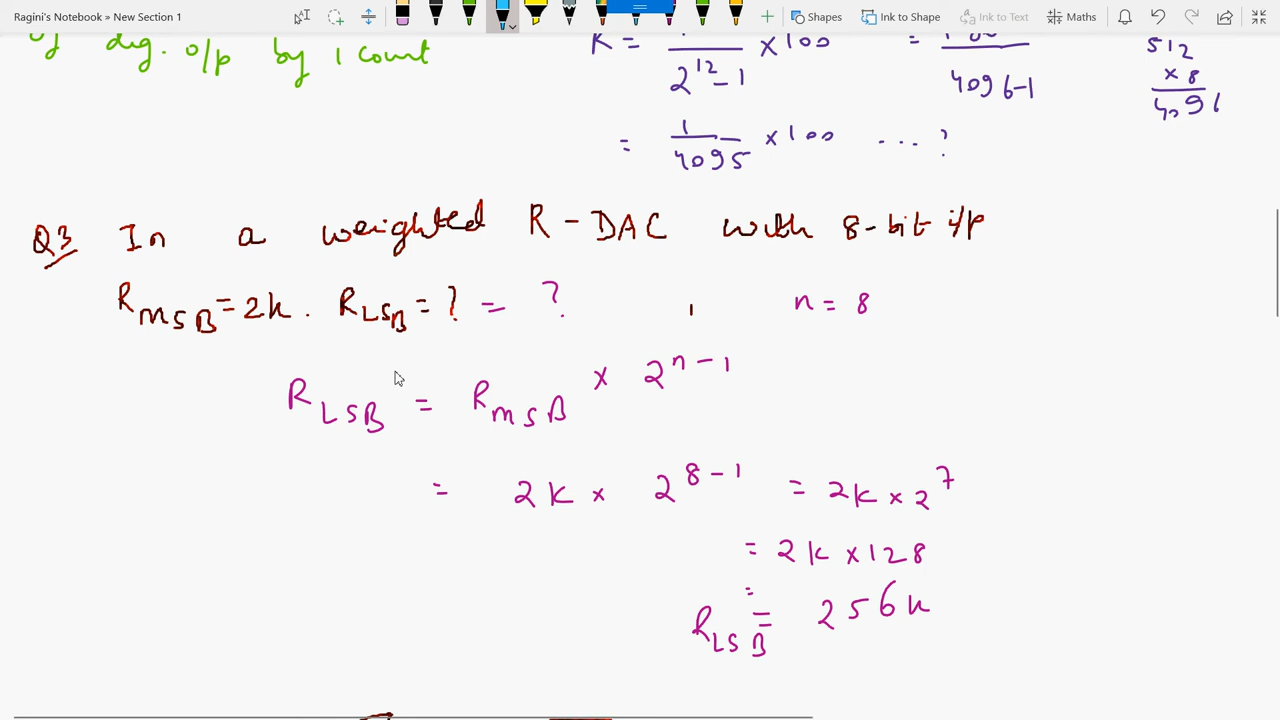 Ragini's Notebook » New Section 1
Shapes
Ink to Shape
Ink to Text
Maths
of dig. o/p by 1 count
R = 1 / 2^12 - 1 × 100 = / 4096-1
512
× 8
4096
= 1 / 4095 × 100 ... ?
Q3 In a weighted R - DAC with 8-bit i/p
R_MSB = 2k. R_LSB = ? = ? n = 8
R_LSB = R_MSB × 2^n-1
= 2k × 2^8-1 = 2k × 2^7
= 2k × 128
R_LSB = 256k